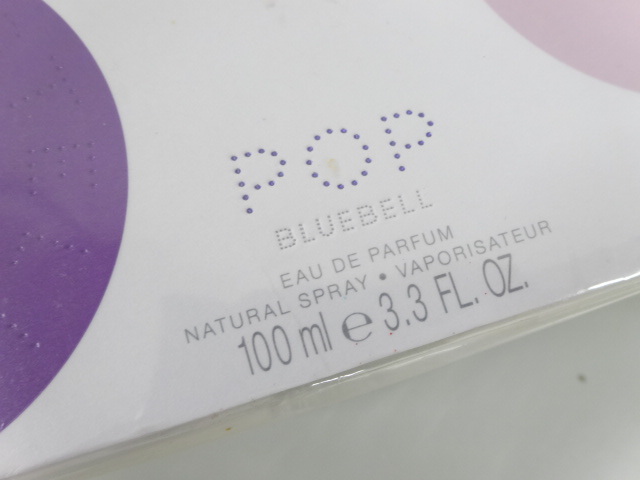 POP
BLUEBELL
EAU DE PARFUM
NATURAL SPRAY • VAPORISATEUR
100 ml ℮ 3.3 FL. OZ.